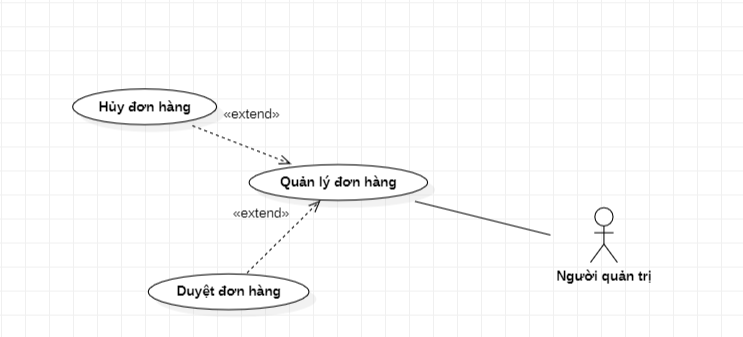 Hủy đơn hàng
«extend»
Quản lý đơn hàng
«extend»
Người quản trị
Duyệt đơn hàng